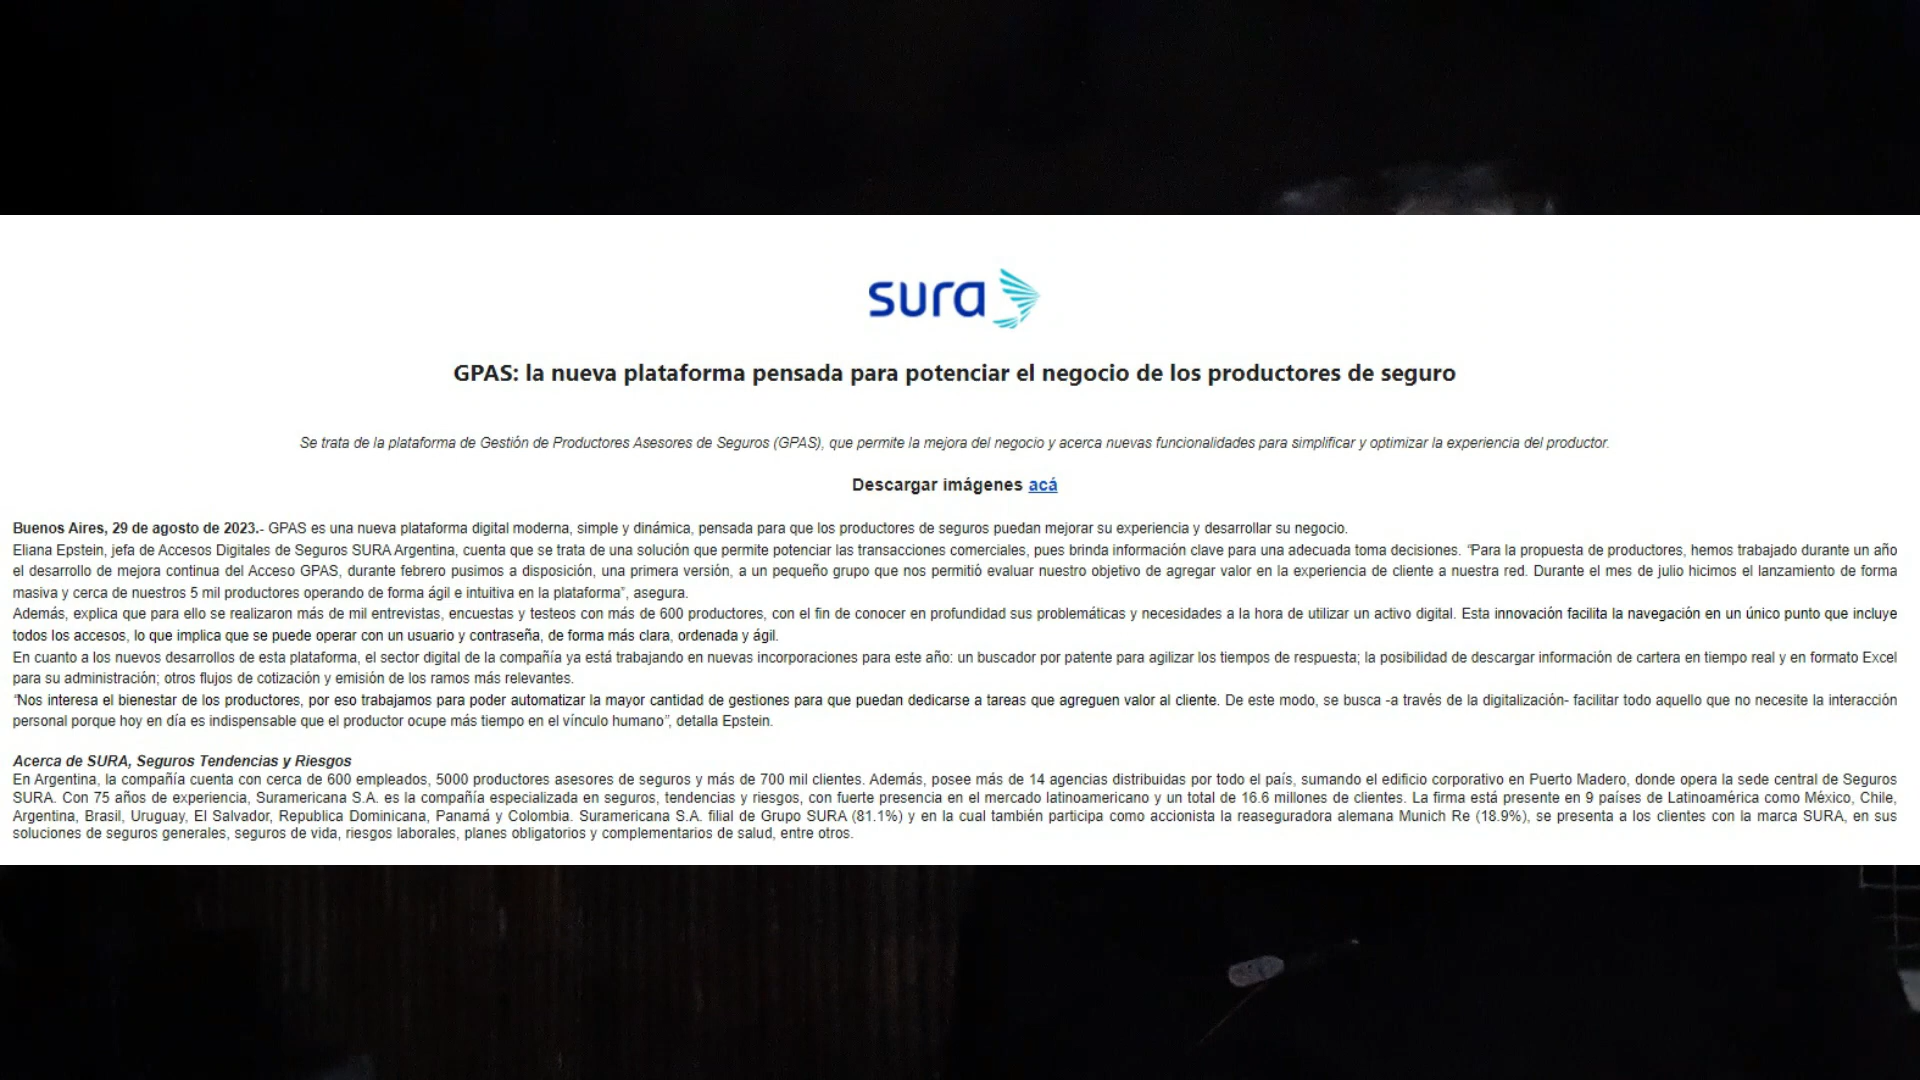 sura
GPAS: la nueva plataforma pensada para potenciar el negocio de los productores de seguro
Se trata de la plataforma de Gestión de Productores Asesores de Seguros (GPAS), que permite la mejora del negocio y acerca nuevas funcionalidades para simplificar y optimizar la experiencia del productor.
Descargar imágenes acá
Buenos Aires, 29 de agosto de 2023.- GPAS es una nueva plataforma digital moderna, simple y dinámica, pensada para que los productores de seguros puedan mejorar su experiencia y desarrollar su negocio.
Eliana Epstein, jefa de Accesos Digitales de Seguros SURA Argentina, cuenta que se trata de una solución que permite potenciar las transacciones comerciales, pues brinda información clave para una adecuada toma decisiones. “Para la propuesta de productores, hemos trabajado durante un año
el desarrollo de mejora continua del Acceso GPAS, durante febrero pusimos a disposición, una primera versión, a un pequeño grupo que nos permitió evaluar nuestro objetivo de agregar valor en la experiencia de cliente a nuestra red. Durante el mes de julio hicimos el lanzamiento de forma
masiva y cerca de nuestros 5 mil productores operando de forma ágil e intuitiva en la plataforma”, asegura.
Además, explica que para ello se realizaron más de mil entrevistas, encuestas y testeos con más de 600 productores, con el fin de conocer en profundidad sus problemáticas y necesidades a la hora de utilizar un activo digital. Esta innovación facilita la navegación en un único punto que incluye
todos los accesos, lo que implica que se puede operar con un usuario y contraseña, de forma más clara, ordenada y ágil.
En cuanto a los nuevos desarrollos de esta plataforma, el sector digital de la compañía ya está trabajando en nuevas incorporaciones para este año: un buscador por patente para agilizar los tiempos de respuesta; la posibilidad de descargar información de cartera en tiempo real y en formato Excel
para su administración; otros flujos de cotización y emisión de los ramos más relevantes.
“Nos interesa el bienestar de los productores, por eso trabajamos para poder automatizar la mayor cantidad de gestiones para que puedan dedicarse a tareas que agreguen valor al cliente. De este modo, se busca -a través de la digitalización- facilitar todo aquello que no necesite la interacción
personal porque hoy en día es indispensable que el productor ocupe más tiempo en el vínculo humano”, detalla Epstein.
Acerca de SURA, Seguros Tendencias y Riesgos
En Argentina, la compañía cuenta con cerca de 600 empleados, 5000 productores asesores de seguros y más de 700 mil clientes. Además, posee más de 14 agencias distribuidas por todo el país, sumando el edificio corporativo en Puerto Madero, donde opera la sede central de Seguros
SURA. Con 75 años de experiencia, Suramericana S.A. es la compañía especializada en seguros, tendencias y riesgos, con fuerte presencia en el mercado latinoamericano y un total de 16.6 millones de clientes. La firma está presente en 9 países de Latinoamérica como México, Chile,
Argentina, Brasil, Uruguay, El Salvador, Republica Dominicana, Panamá y Colombia. Suramericana S.A. filial de Grupo SURA (81.1%) y en la cual también participa como accionista la reaseguradora alemana Munich Re (18.9%), se presenta a los clientes con la marca SURA, en sus
soluciones de seguros generales, seguros de vida, riesgos laborales, planes obligatorios y complementarios de salud, entre otros.